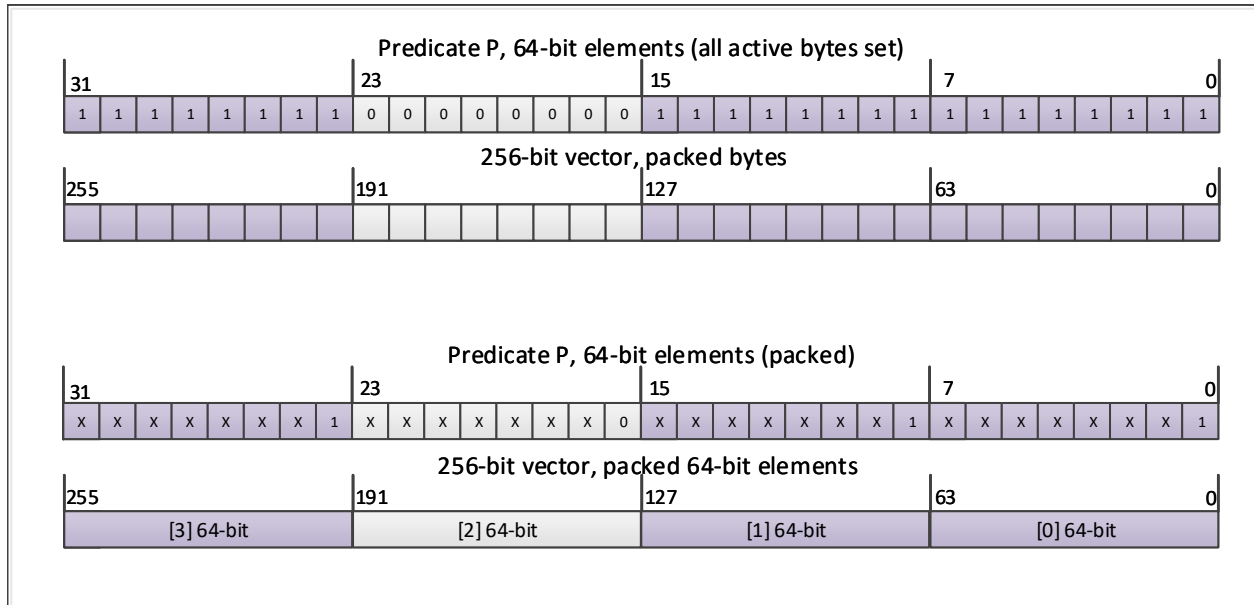 Predicate P, 64-bit elements (all active bytes set)
31 23 15 7 0
1 1 1 1 1 1 1 1 0 0 0 0 0 0 0 0 1 1 1 1 1 1 1 1 1 1 1 1 1 1 1 1
256-bit vector, packed bytes
255 191 127 63 0
Predicate P, 64-bit elements (packed)
31 23 15 7 0
X X X X X X X 1 X X X X X X X 0 X X X X X X X 1 X X X X X X X 1
256-bit vector, packed 64-bit elements
255 191 127 63 0
[3] 64-bit [2] 64-bit [1] 64-bit [0] 64-bit